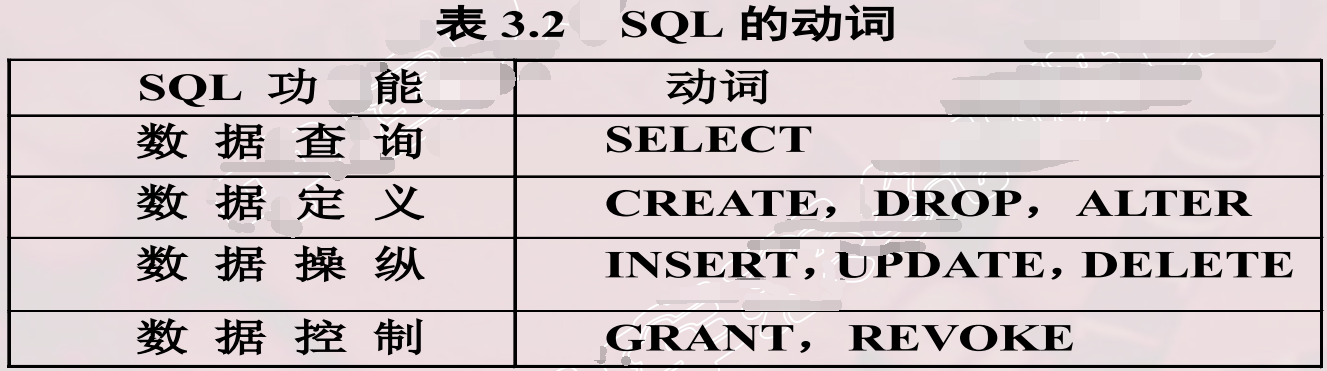 表 3.2 SQL 的动词
SQL 功 能 动词
数 据 查 询 SELECT
数 据 定 义 CREATE，DROP，ALTER
数 据 操 纵 INSERT，UPDATE，DELETE
数 据 控 制 GRANT，REVOKE